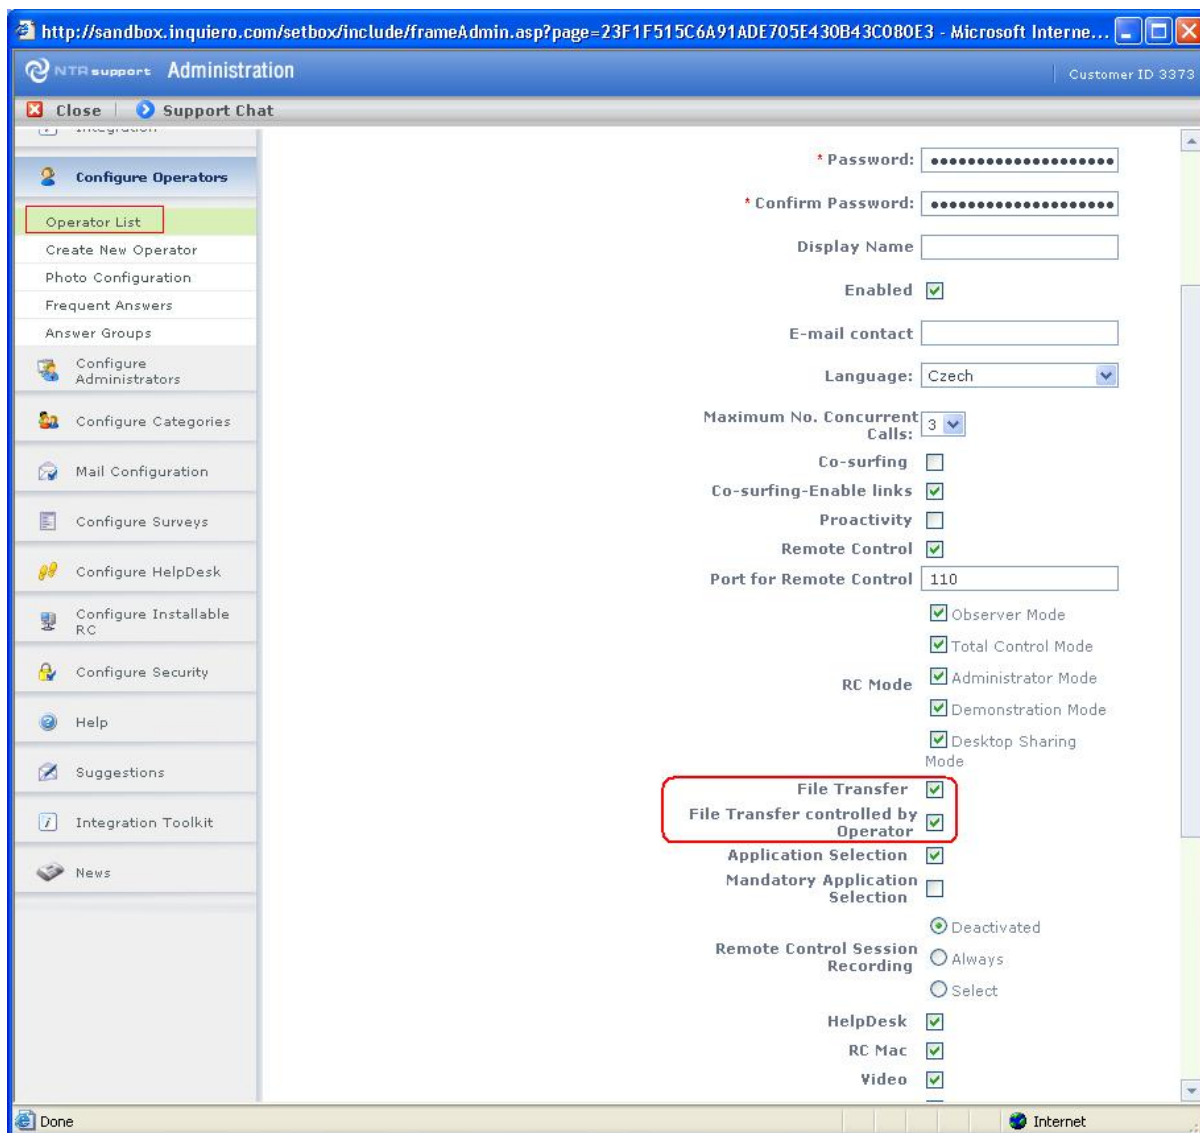 http://sandbox.inquiero.com/setbox/include/frameAdmin.asp?page=23F1F515C6A91ADE705E430B43C080E3 - Microsoft Interne...
NTRsupport Administration
Customer ID 3373
Close
Support Chat
Integration
Configure Operators
Operator List
Create New Operator
Photo Configuration
Frequent Answers
Answer Groups
Configure
Administrators
Configure Categories
Mail Configuration
Configure Surveys
Configure HelpDesk
Configure Installable
RC
Configure Security
Help
Suggestions
Integration Toolkit
News
* Password: ••••••••••••••••••••
* Confirm Password: ••••••••••••••••••••
Display Name
Enabled
E-mail contact
Language: Czech
Maximum No. Concurrent
Calls: 3
Co-surfing
Co-surfing-Enable links
Proactivity
Remote Control
Port for Remote Control 110
RC Mode
Observer Mode
Total Control Mode
Administrator Mode
Demonstration Mode
Desktop Sharing
Mode
File Transfer
File Transfer controlled by
Operator
Application Selection
Mandatory Application
Selection
Remote Control Session
Recording
Deactivated
Always
Select
HelpDesk
RC Mac
Video
Done
Internet